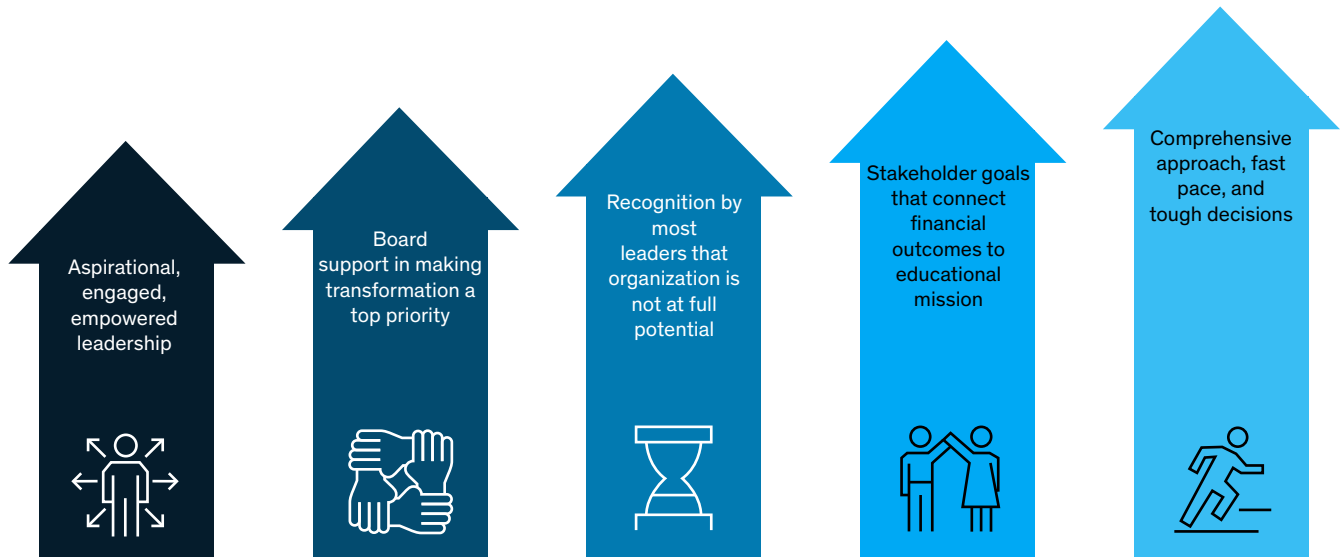 Aspirational,
engaged,
empowered
leadership
Board
support in making
transformation a
top priority
Recognition by
most
leaders that
organization is
not at full
potential
Stakeholder goals
that connect
financial
outcomes to
educational
mission
Comprehensive
approach, fast
pace, and
tough decisions